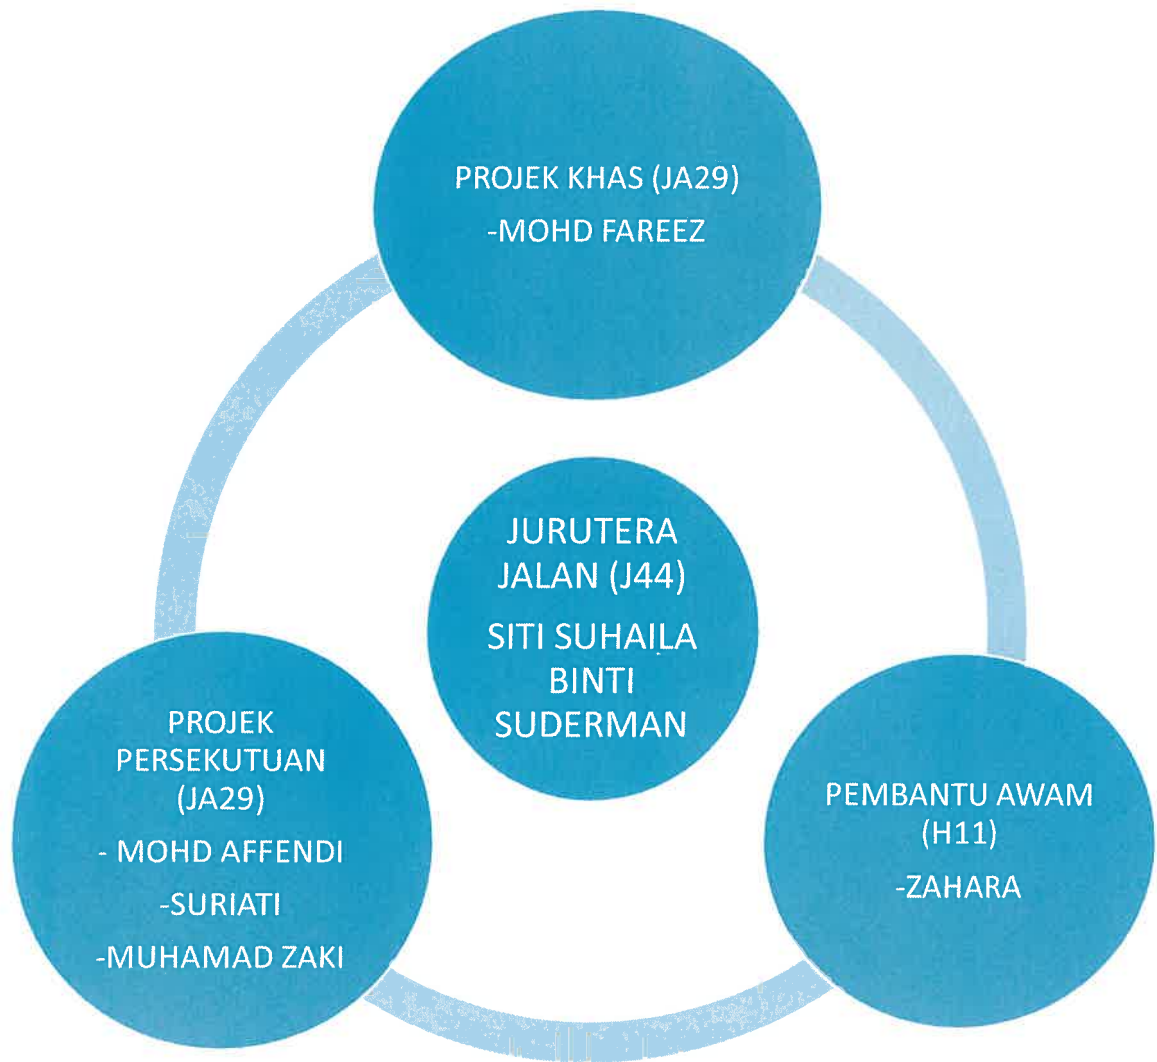 PROJEK KHAS (JA29)
-MOHD FAREEZ
JURUTERA
JALAN (J44)
SITI SUHAILA
BINTI
SUDERMAN
PROJEK
PERSEKUTUAN
(JA29)
- MOHD AFFENDI
-SURIATI
-MUHAMAD ZAKI
PEMBANTU AWAM
(H11)
-ZAHARA